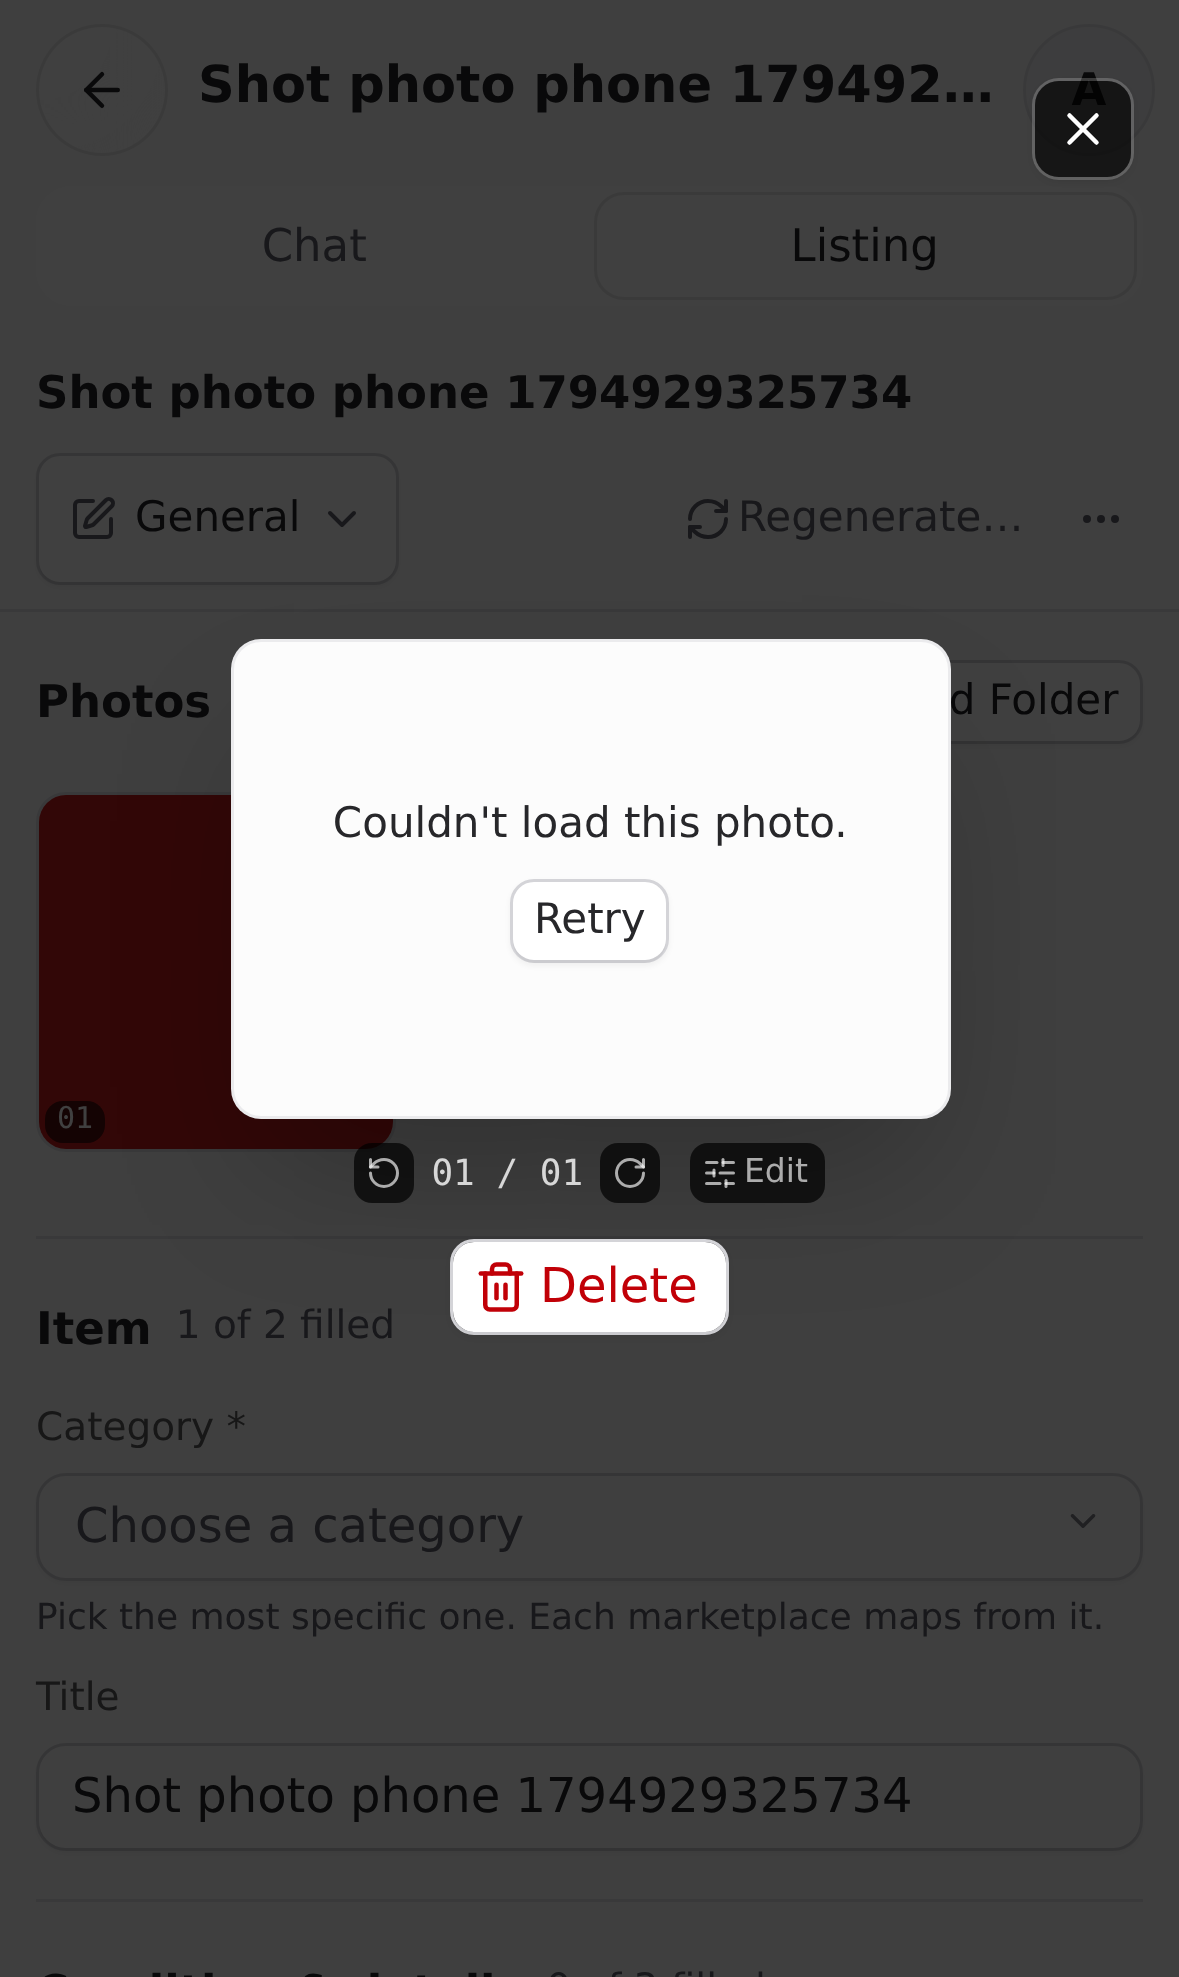 Shot photo phone 179492...
A
Chat
Listing
Shot photo phone 1794929325734
General
Regenerate...
Photos
d Folder
Couldn't load this photo.
Retry
01
01 / 01
Edit
Delete
Item 1 of 2 filled
Category *
Choose a category
Pick the most specific one. Each marketplace maps from it.
Title
Shot photo phone 1794929325734